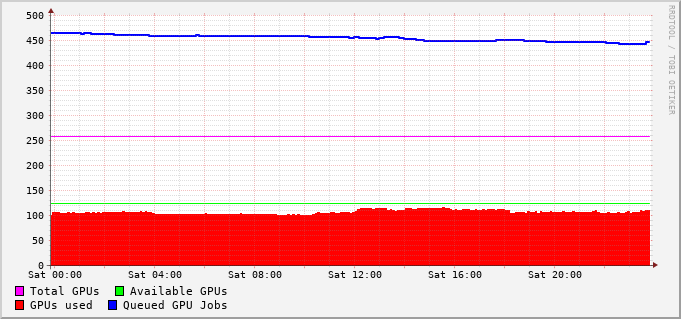 500
450
400
350
300
250
200
150
100
50
0
Sat 00:00 Sat 04:00 Sat 08:00 Sat 12:00 Sat 16:00 Sat 20:00
Total GPUs Available GPUs
GPUs used Queued GPU Jobs
RRDTOOL / TOBI OETIKER